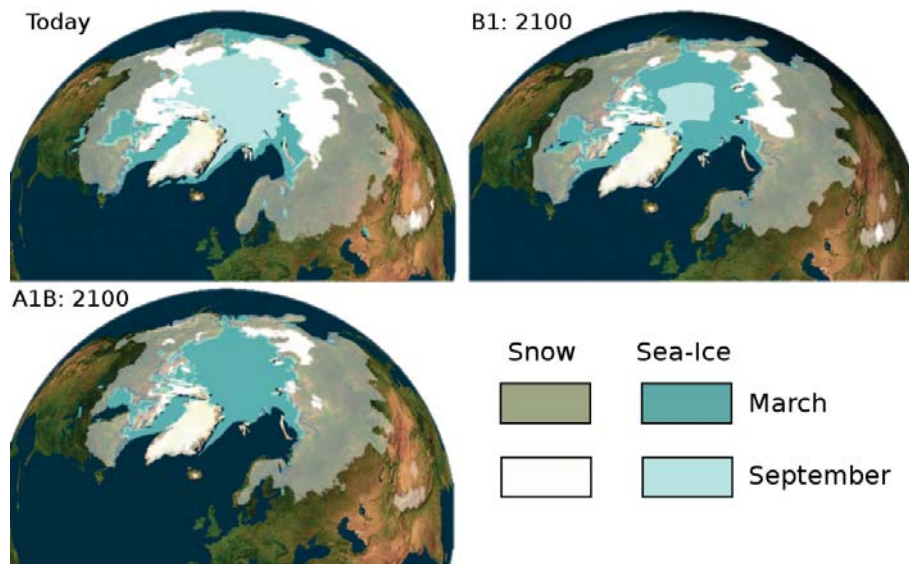 Today
B1: 2100
A1B: 2100
Snow Sea-Ice
March
September